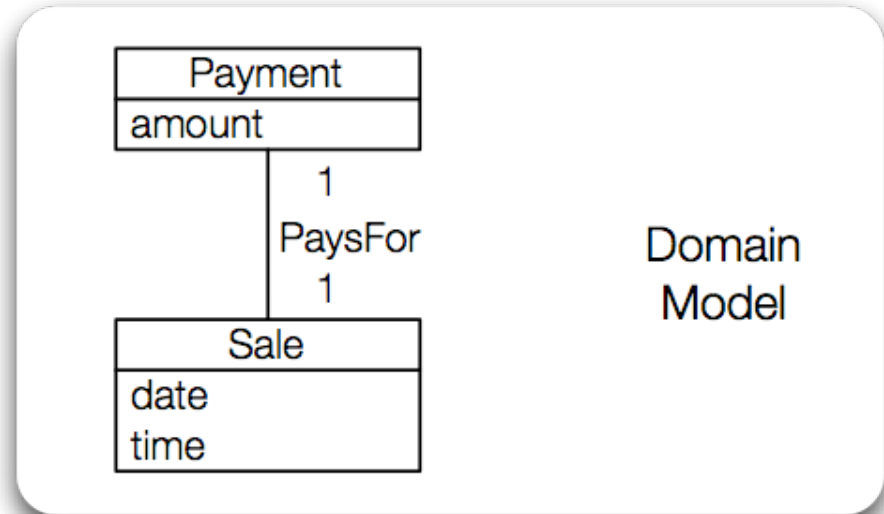 Payment
amount
1
PaysFor
1
Sale
date
time
Domain
Model